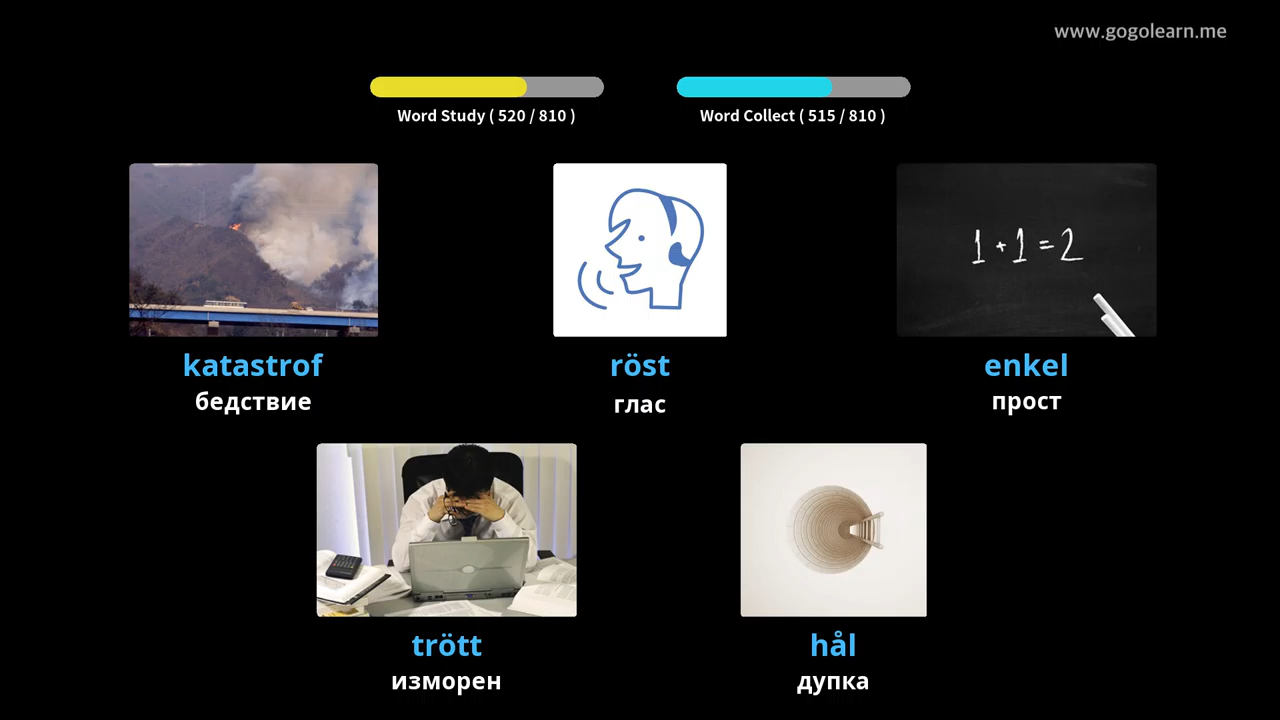 www.gogolearn.me
Word Study ( 520 / 810 )
Word Collect ( 515 / 810 )
1 + 1 = 2
katastrof
бедствие
röst
глас
enkel
прост
trött
изморен
hål
дупка